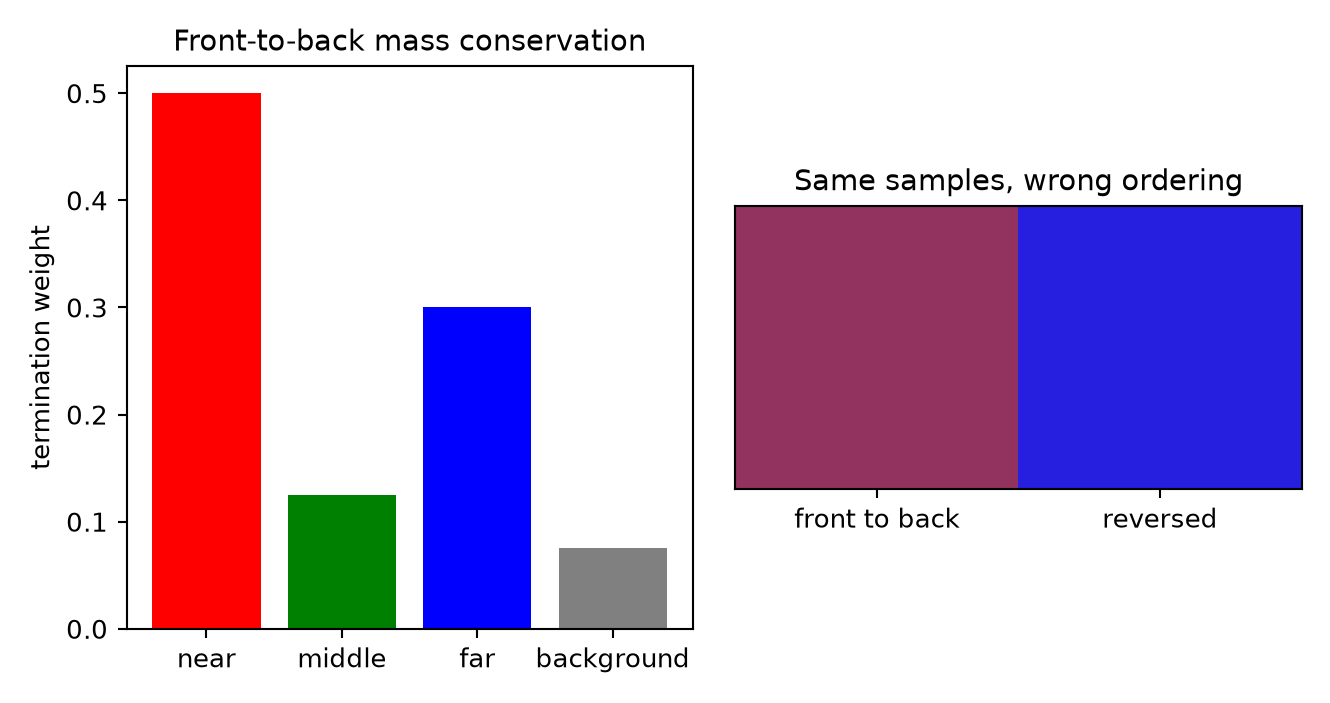 Front-to-back mass conservation
termination weight
0.5
0.4
0.3
0.2
0.1
0.0
near
middle
far
background
Same samples, wrong ordering
front to back
reversed